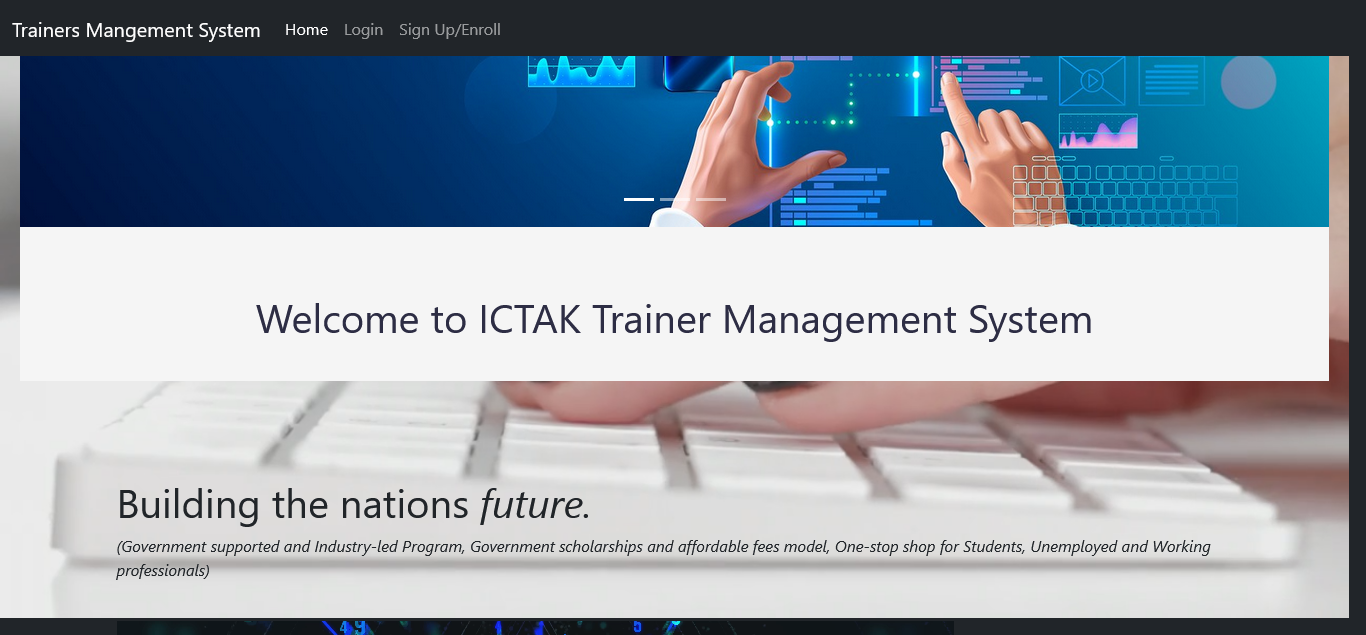 Trainers Mangement System Home Login Sign Up/Enroll
Welcome to ICTAK Trainer Management System
Building the nations future.
(Government supported and Industry-led Program, Government scholarships and affordable fees model, One-stop shop for Students, Unemployed and Working
professionals)
49 5